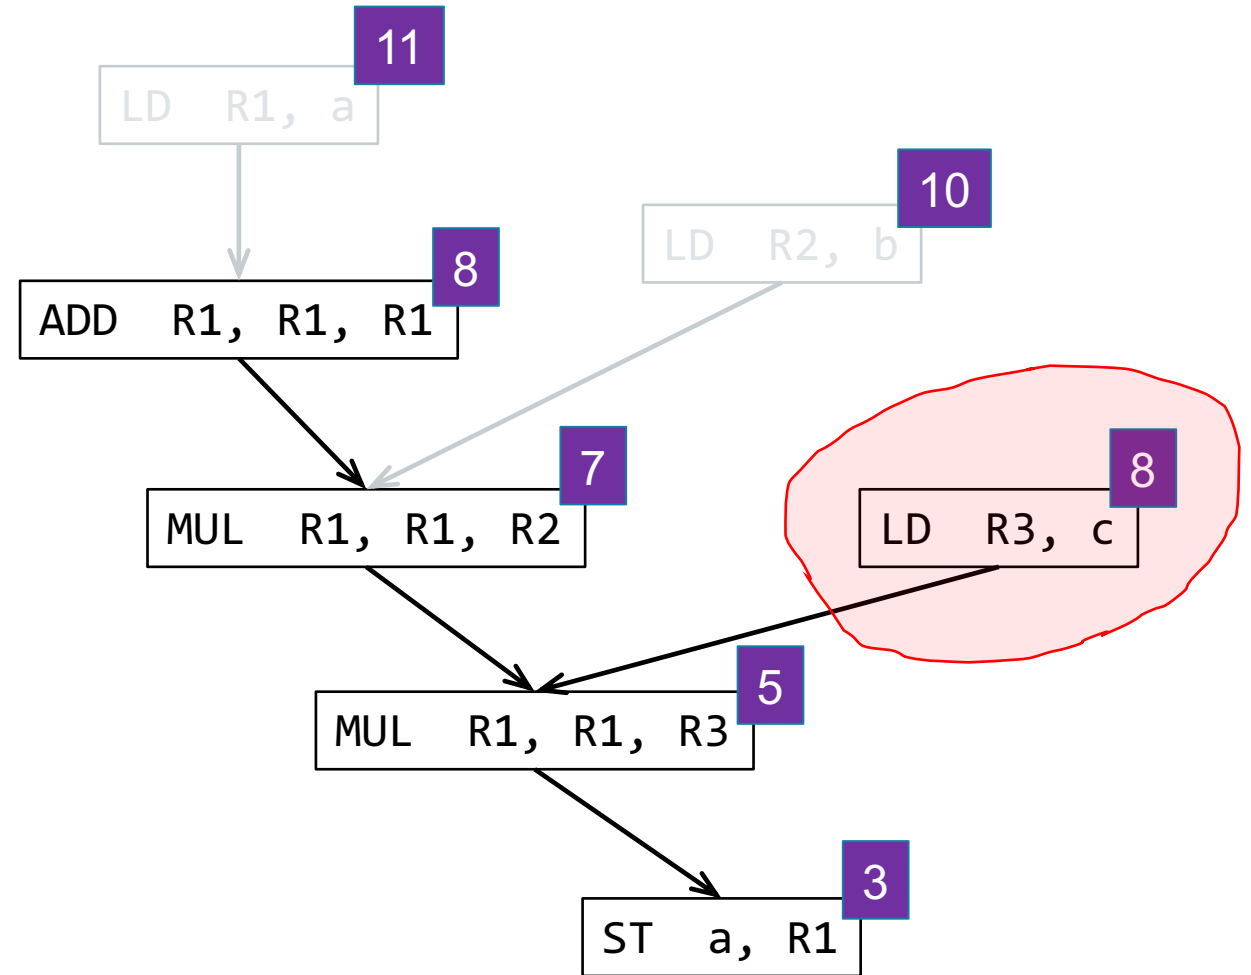 11
LD R1, a
10
LD R2, b
8
ADD R1, R1, R1
7
MUL R1, R1, R2
8
LD R3, c
5
MUL R1, R1, R3
3
ST a, R1